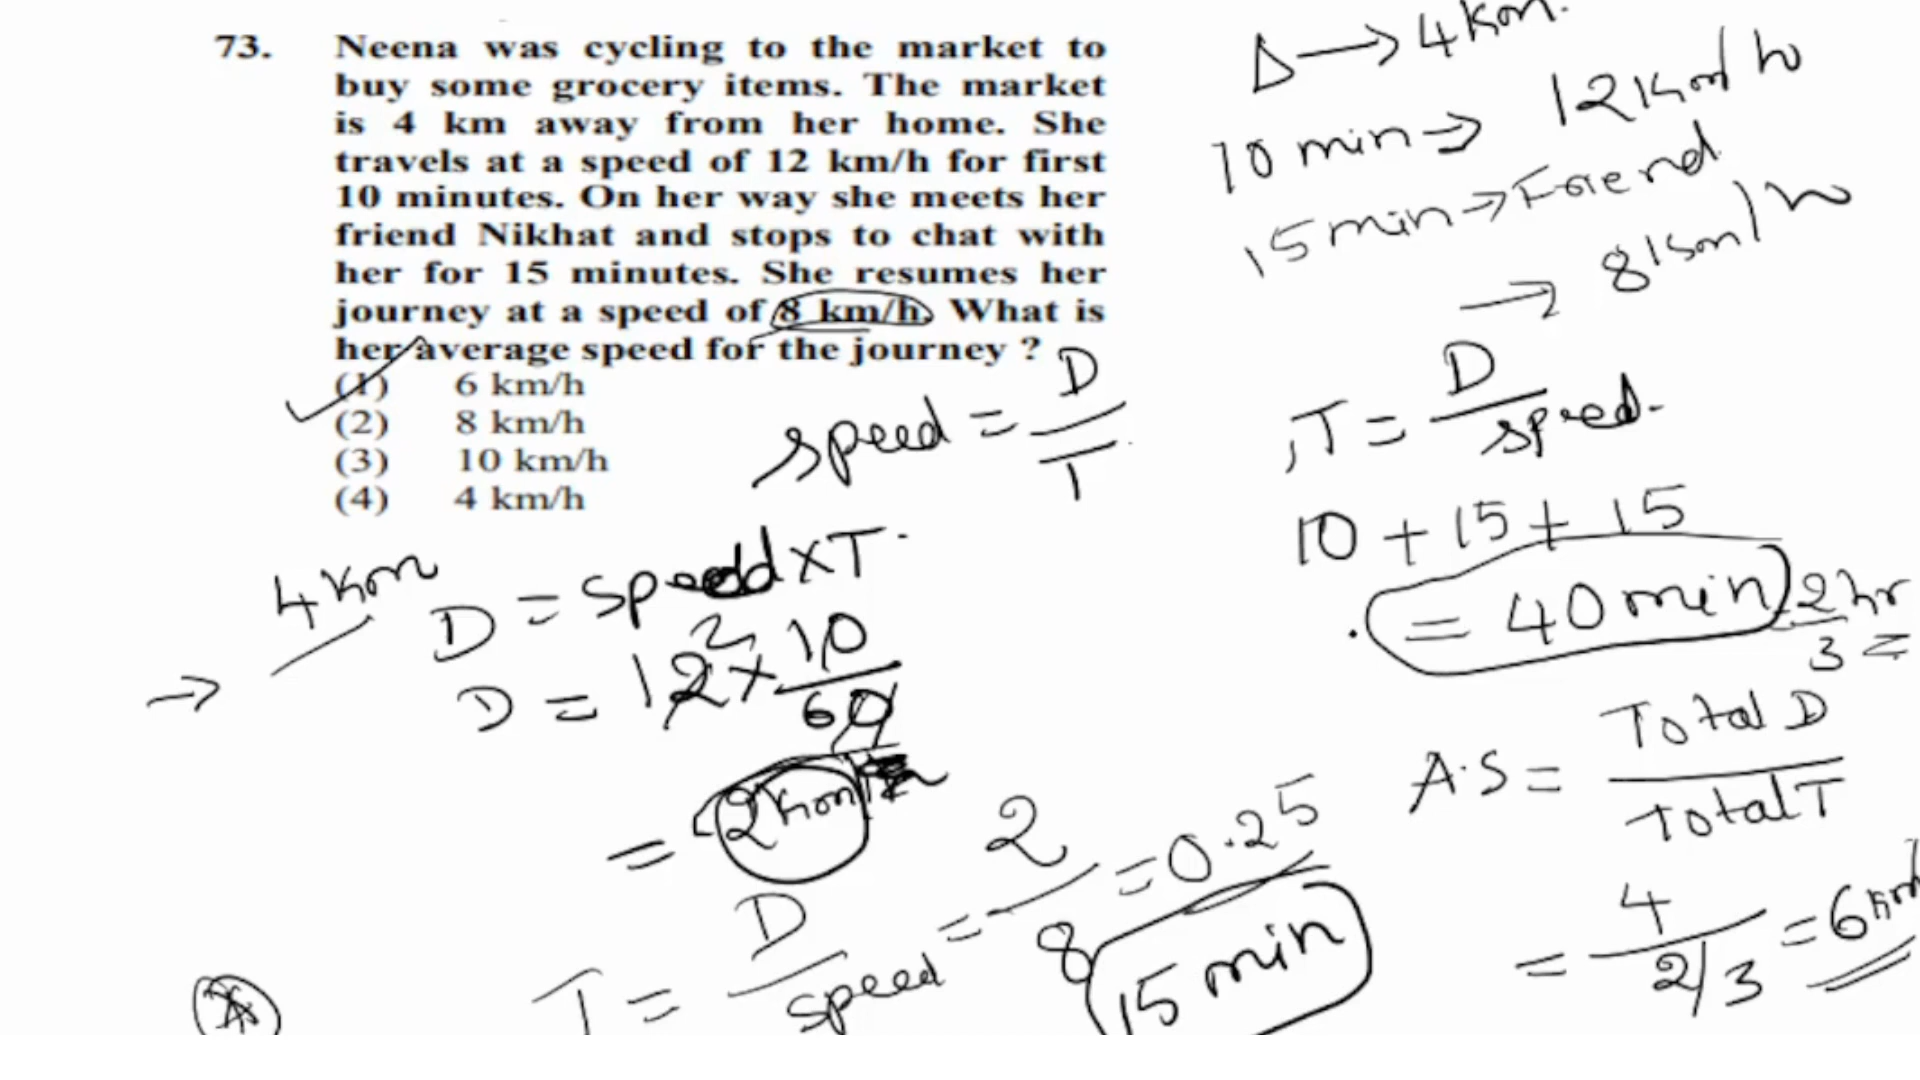 73. Neena was cycling to the market to
buy some grocery items. The market
is 4 km away from her home. She
travels at a speed of 12 km/h for first
10 minutes. On her way she meets her
friend Nikhat and stops to chat with
her for 15 minutes. She resumes her
journey at a speed of 8 km/h. What is
her average speed for the journey ?
(1) 6 km/h
(2) 8 km/h
(3) 10 km/h
(4) 4 km/h
D → 4 km.
10 min → 12 km/h
15 min → Friend
→ 8 km/h
speed = D/T
T = D/speed.
10 + 15 + 15
= 40 min 2/3 hr
4 km
D = speed × T.
D = 12 × 10/60
2
= 2 km
T = D/speed = 2/8 = 0.25
15 min
A.S = Total D/Total T
= 4/2/3 = 6 km